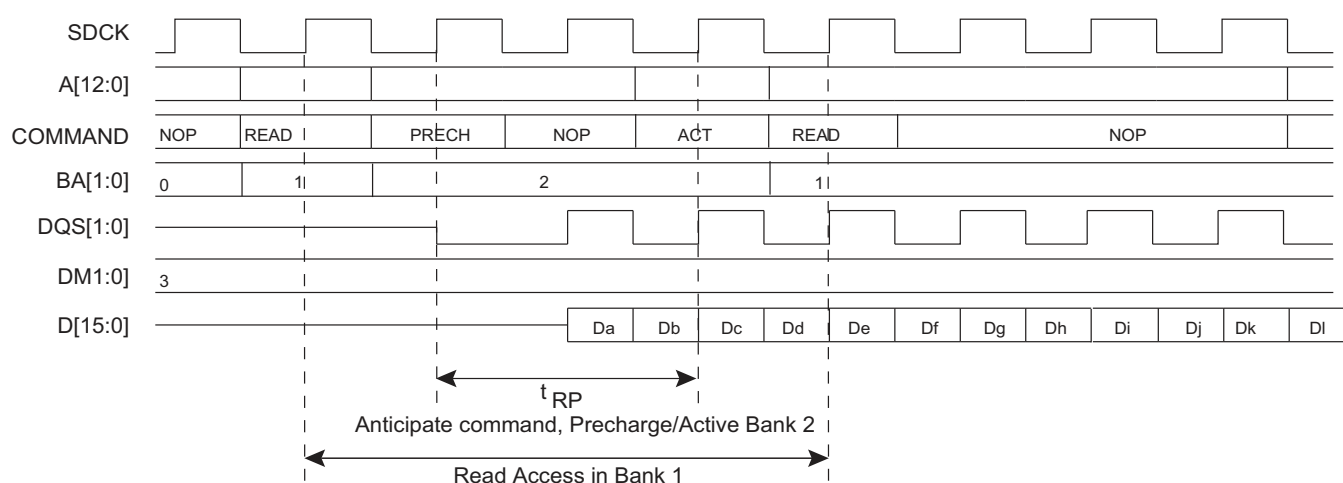 SDCK
A[12:0]
COMMAND NOP READ PRECH NOP ACT READ NOP
BA[1:0] 0 1 2 1
DQS[1:0]
DM1:0] 3
D[15:0] Da Db Dc Dd De Df Dg Dh Di Dj Dk Dl
t RP
Anticipate command, Precharge/Active Bank 2
Read Access in Bank 1